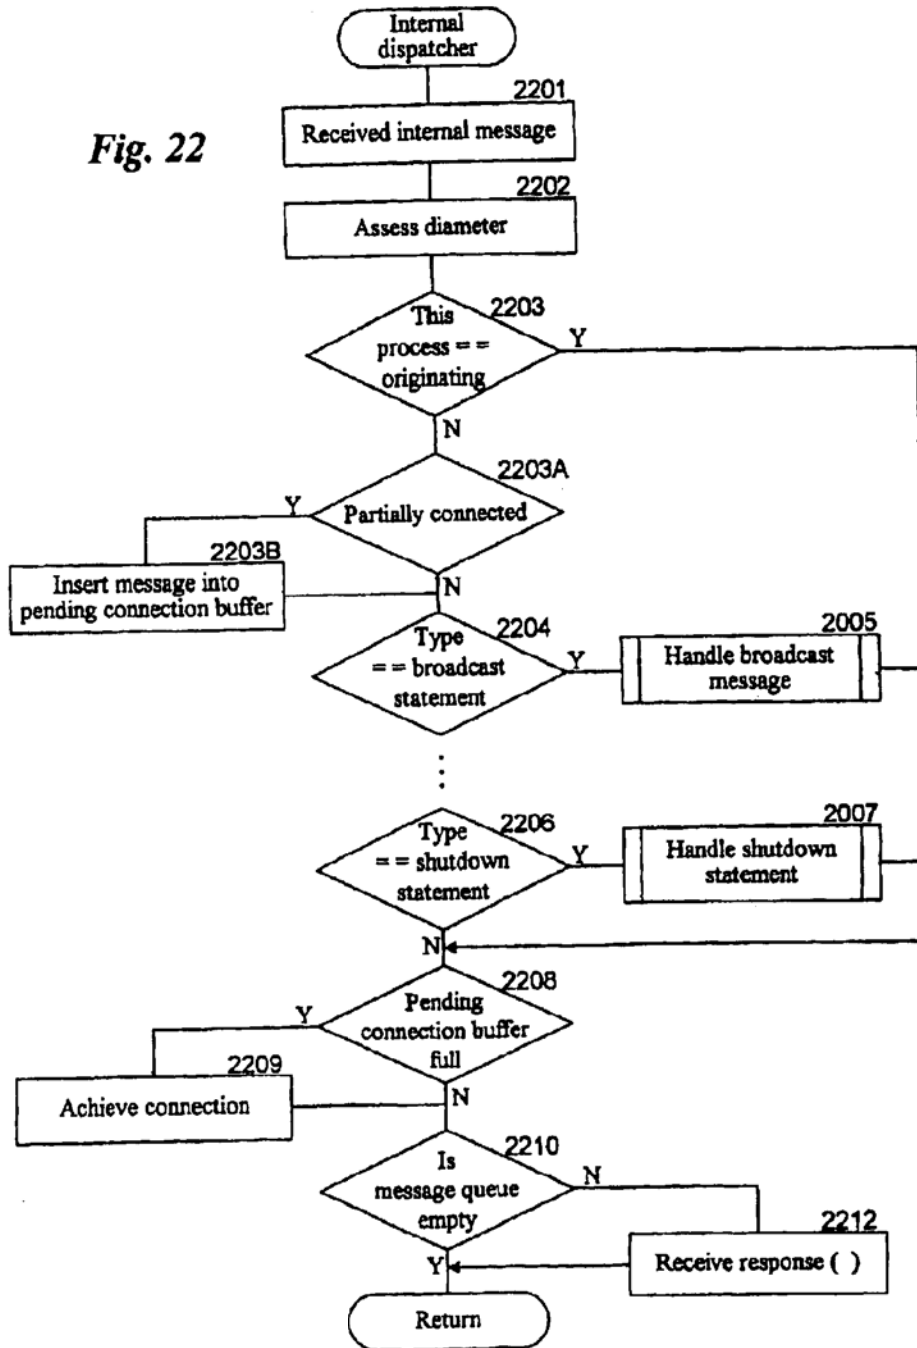 Internal
dispatcher
2201
Received internal message
Fig. 22
2202
Assess diameter
2203
This
process = =
originating
Y
N
2203A
Partially connected
Y
N
2203B
Insert message into
pending connection buffer
2204
Type
= = broadcast
statement
Y
2005
Handle broadcast
message
⋮
2206
Type
= = shutdown
statement
Y
2007
Handle shutdown
statement
N
2208
Pending
connection buffer
full
Y
N
2209
Achieve connection
2210
Is
message queue
empty
N
2212
Receive response ( )
Y
Return